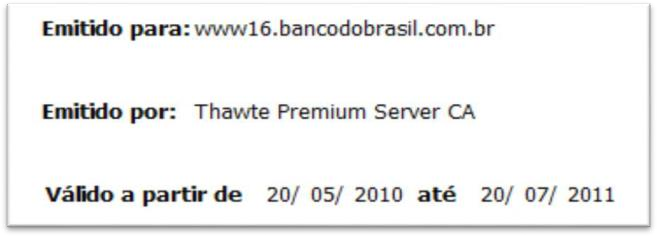 Emitido para: www16.bancodobrasil.com.br
Emitido por: Thawte Premium Server CA
Válido a partir de 20/ 05/ 2010 até 20/ 07/ 2011